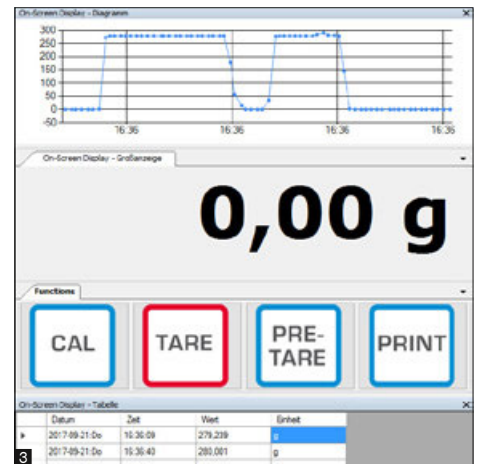 On-Screen Display - Diagramm
300
250
200
150
100
50
0
-50
16:36 16:36 16:36 16:36
On-Screen Display - Großanzeige
0,00 g
Functions
CAL
TARE
PRE-
TARE
PRINT
On-Screen Display - Tabelle
Datum Zeit Wert Einheit
2017-09-21:Do 16:36:09 279,239 g
2017-09-21:Do 16:36:40 280,001 g
3